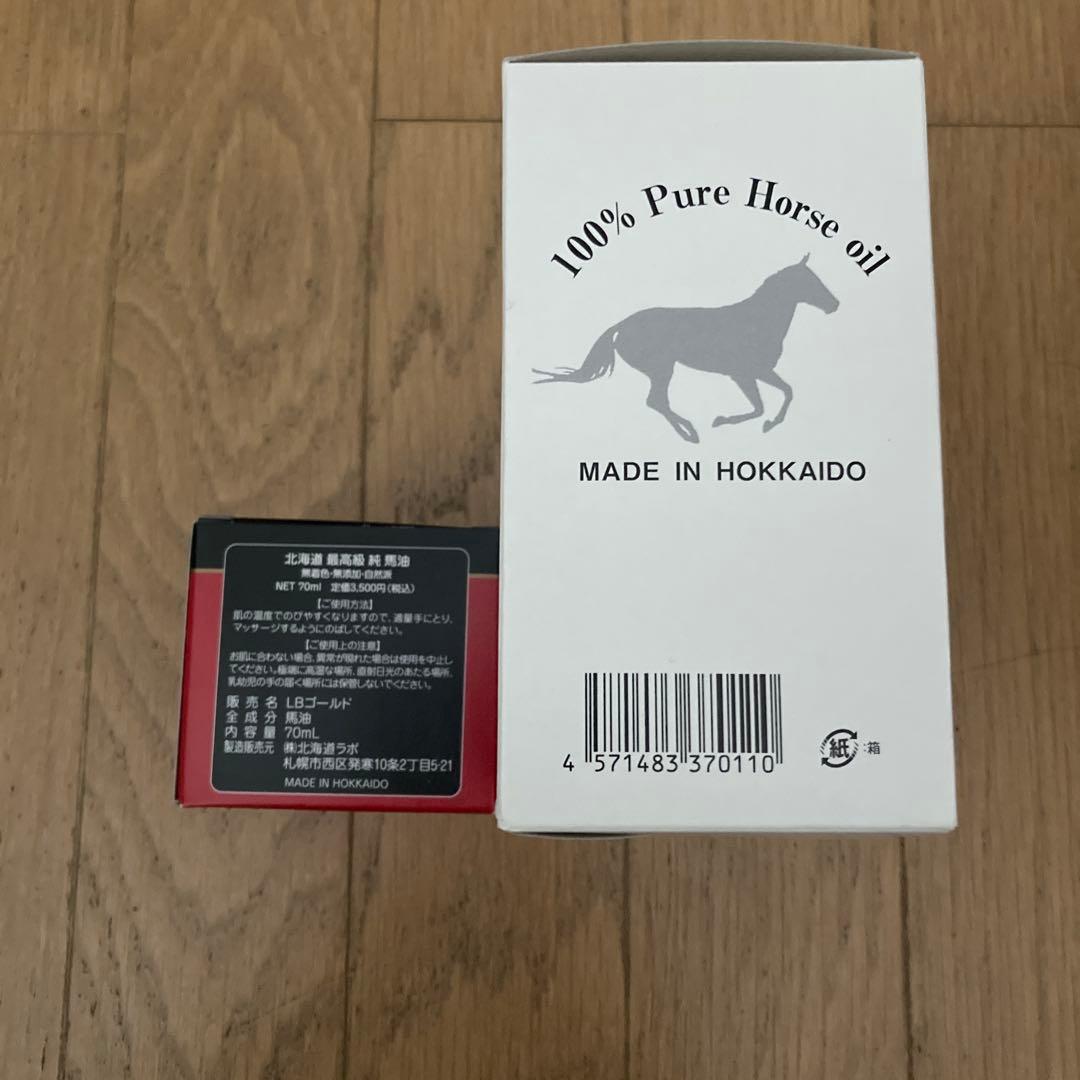 100% Pure Horse oil
MADE IN HOKKAIDO
4 571483 370110
紙 :箱
北海道 最高級 純 馬油
無着色・無添加・自然派
NET 70ml 定価3,500円(税込)
【ご使用方法】
肌の温度でのびやすくなりますので、適量手にとり、
マッサージするようにのばしてください。
【ご使用上の注意】
お肌に合わない場合、異常が現れた場合は使用を中止し
てください。極端に高温な場所、直射日光のあたる場所、
乳幼児の手の届く場所には保管しないでください。
販売名 LBゴールド
全成分 馬油
内容量 70mL
製造販売元 ㈱北海道ラボ
札幌市西区発寒10条2丁目5-21
MADE IN HOKKAIDO